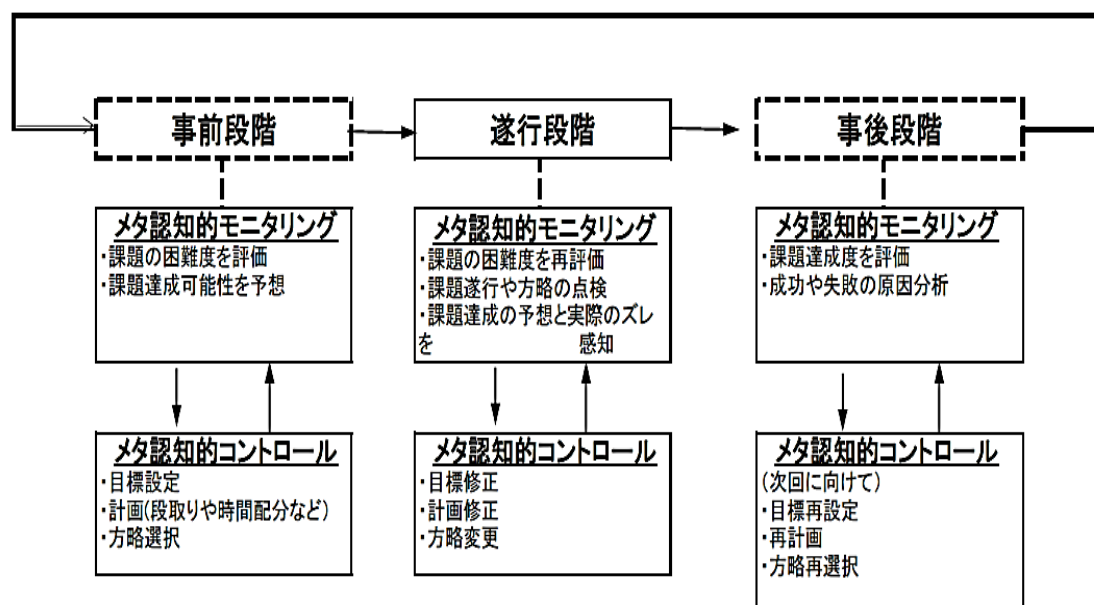 事前段階
遂行段階
事後段階
メタ認知的モニタリング
・課題の困難度を評価
・課題達成可能性を予想
メタ認知的モニタリング
・課題の困難度を再評価
・課題遂行や方略の点検
・課題達成の予想と実際のズレ
を 感知
メタ認知的モニタリング
・課題達成度を評価
・成功や失敗の原因分析
メタ認知的コントロール
・目標設定
・計画(段取りや時間配分など)
・方略選択
メタ認知的コントロール
・目標修正
・計画修正
・方略変更
メタ認知的コントロール
(次回に向けて)
・目標再設定
・再計画
・方略再選択